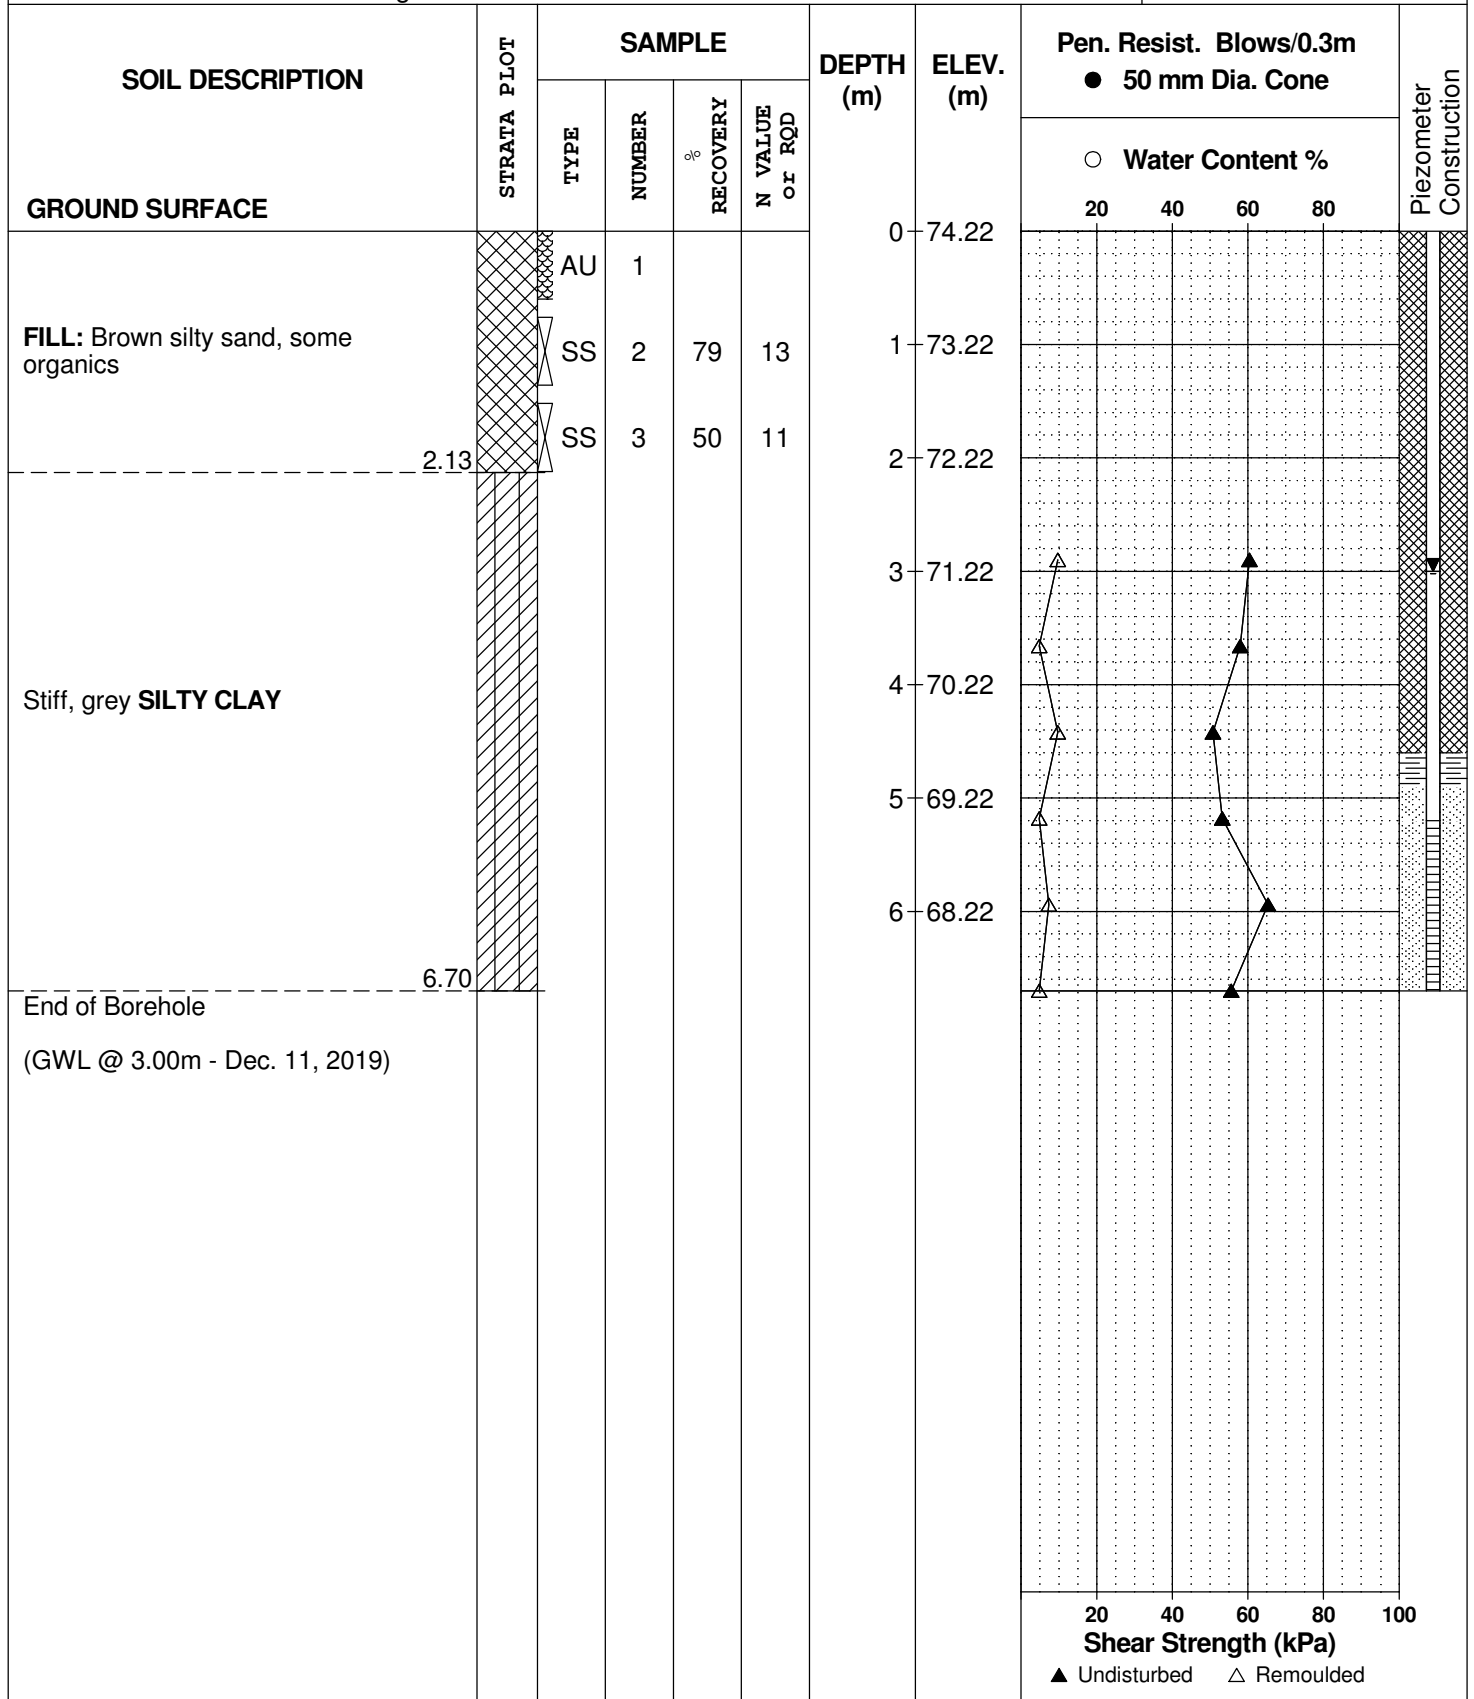 SOIL DESCRIPTION
GROUND SURFACE
STRATA PLOT
SAMPLE
TYPE
NUMBER
%
RECOVERY
N VALUE
or RQD
DEPTH
(m)
ELEV.
(m)
Pen. Resist. Blows/0.3m
● 50 mm Dia. Cone
○ Water Content %
20 40 60 80
Piezometer
Construction
0 74.22
AU 1
FILL: Brown silty sand, some
organics
SS 2 79 13
1 73.22
SS 3 50 11
2.13
2 72.22
3 71.22
Stiff, grey SILTY CLAY
4 70.22
5 69.22
6 68.22
6.70
End of Borehole
(GWL @ 3.00m - Dec. 11, 2019)
20 40 60 80 100
Shear Strength (kPa)
▲ Undisturbed △ Remoulded